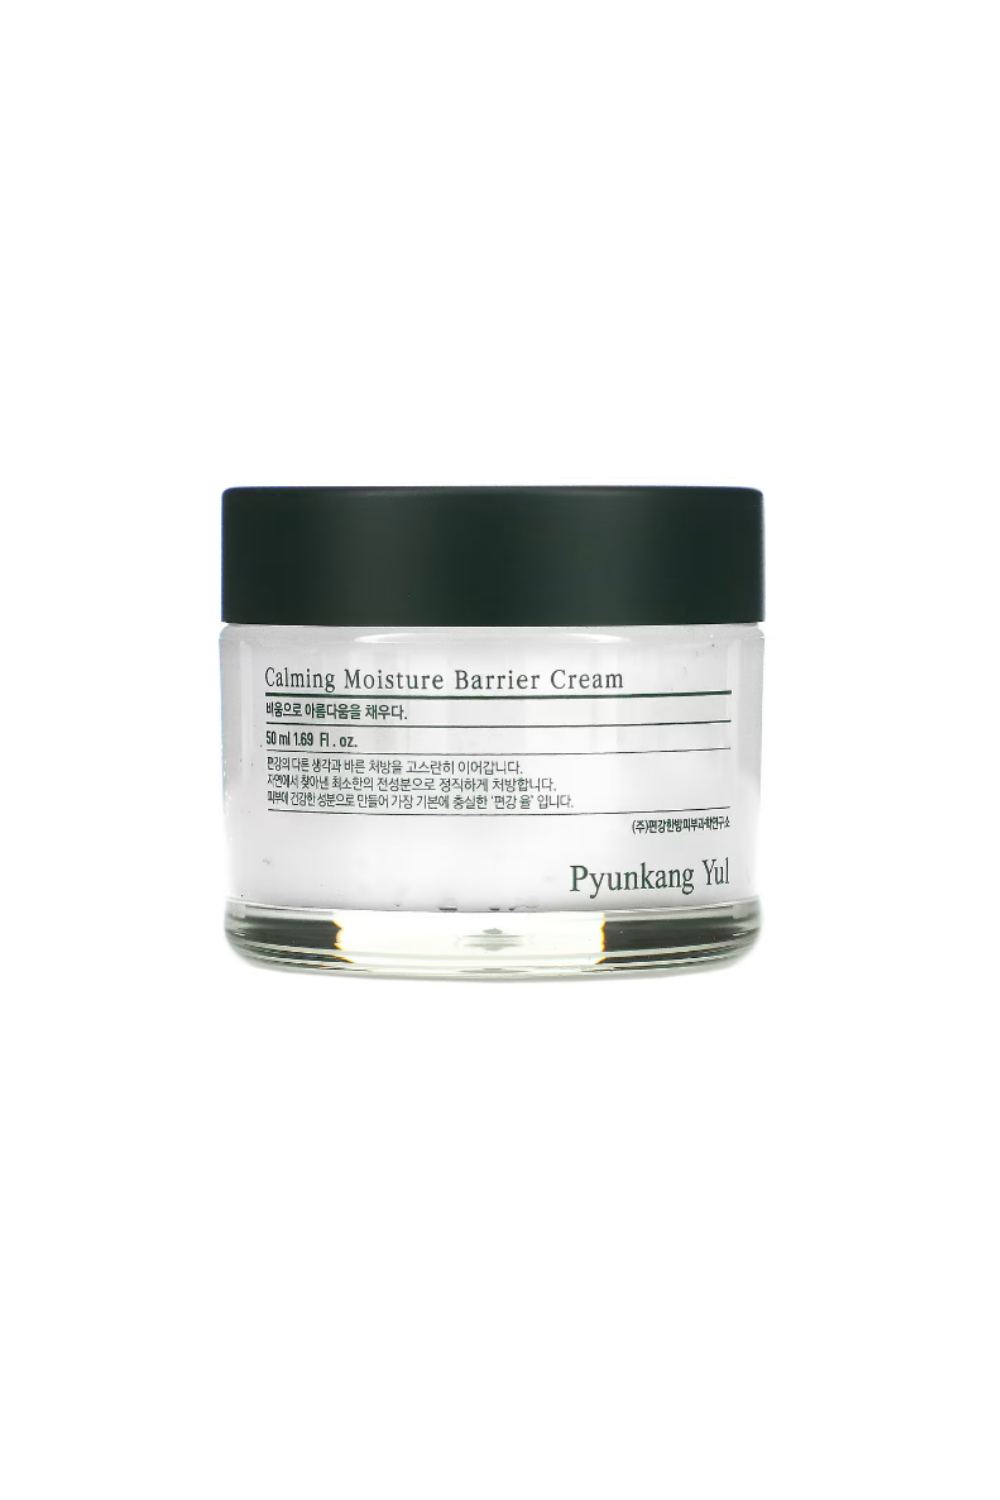 Calming Moisture Barrier Cream
비움으로 아름다움을 채우다.
50 ml 1.69 Fl . oz.
편강의 다른 생각과 바른 처방을 고스란히 이어갑니다.
자연에서 찾아낸 최소한의 전성분으로 정직하게 처방합니다.
피부에 건강한 성분으로 만들어 가장 기본에 충실한 '편강 율' 입니다.
(주)편강한방피부과학연구소
Pyunkang Yul